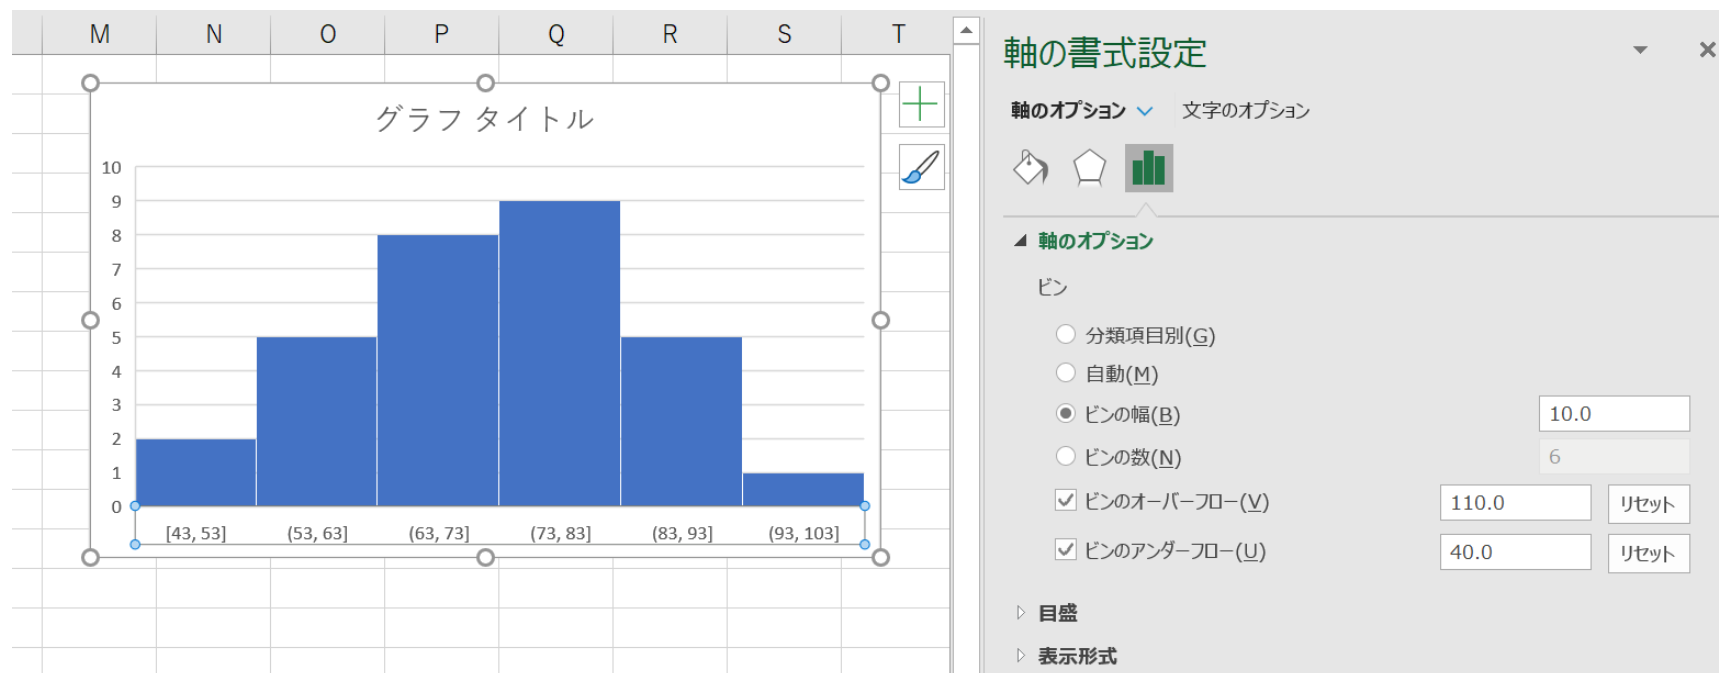 M N O P Q R S T
グラフ タイトル
10
9
8
7
6
5
4
3
2
1
0
[43, 53] (53, 63] (63, 73] (73, 83] (83, 93] (93, 103]
軸の書式設定
軸のオプション 文字のオプション
軸のオプション
ビン
分類項目別(G)
自動(M)
ビンの幅(B) 10.0
ビンの数(N) 6
ビンのオーバーフロー(V) 110.0 リセット
ビンのアンダーフロー(U) 40.0 リセット
目盛
表示形式